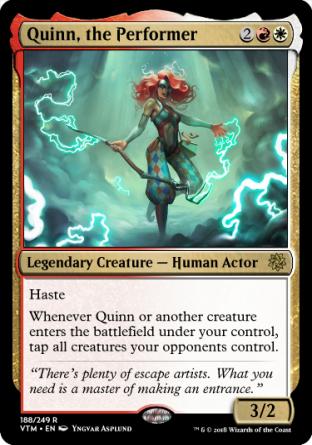 Quinn, the Performer 2
Legendary Creature — Human Actor
Haste
Whenever Quinn or another creature
enters the battlefield under your control,
tap all creatures your opponents control.
“There’s plenty of escape artists. What you
need is a master of making an entrance.”
3/2
188/249 R
VTM • EN Yngvar Asplund
™ & © 2018 Wizards of the Coast